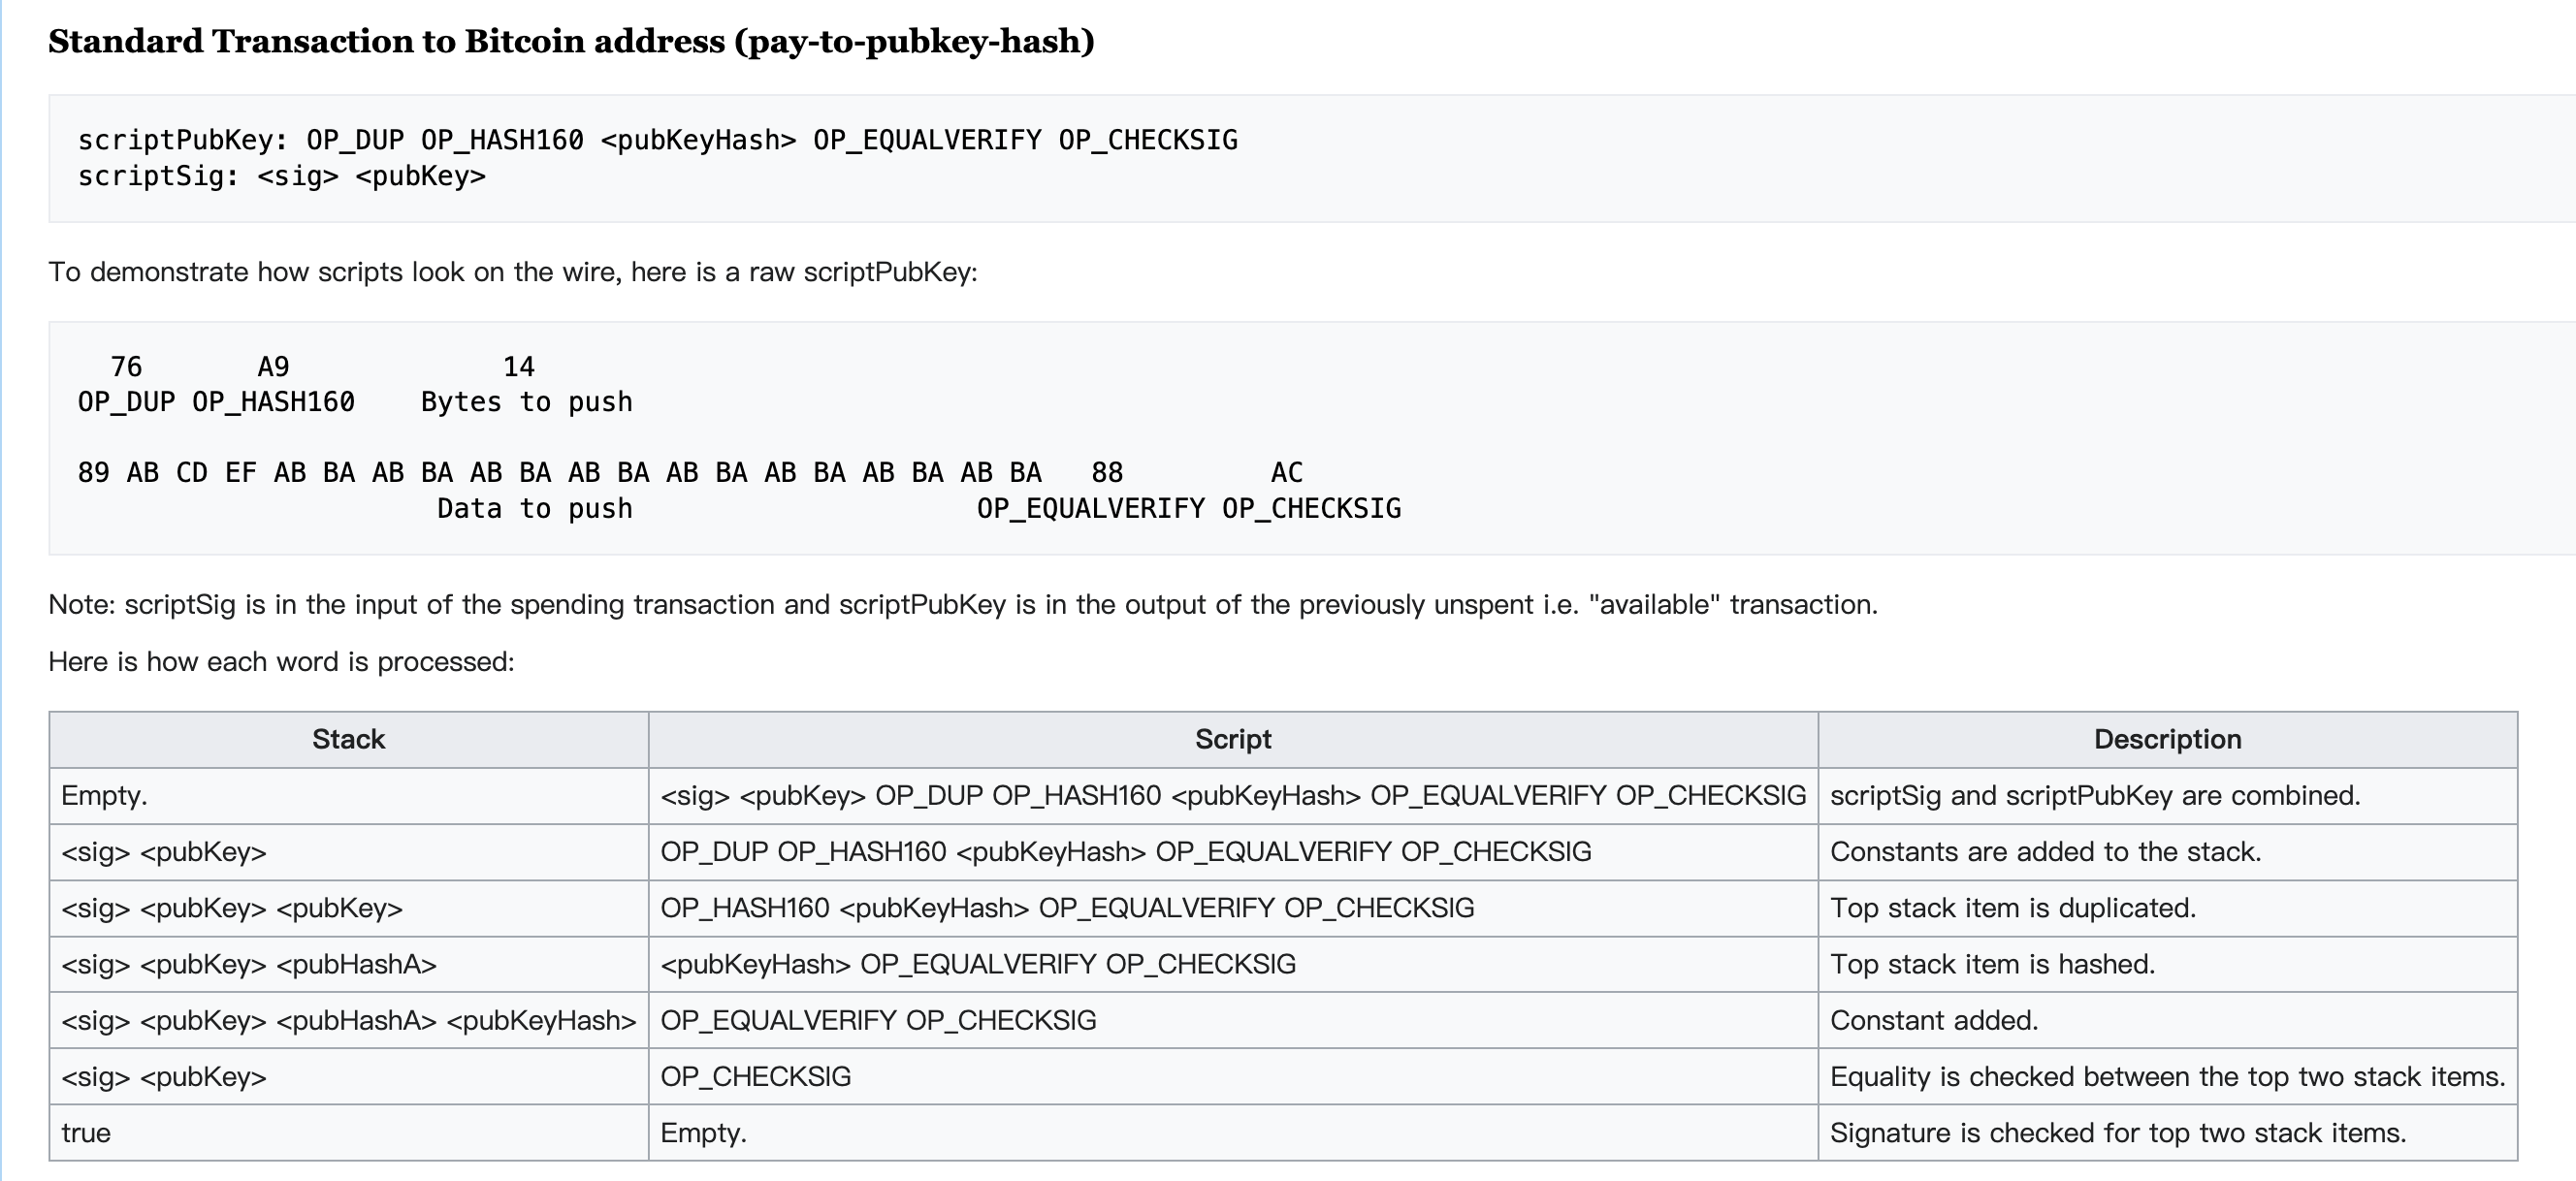 Standard Transaction to Bitcoin address (pay-to-pubkey-hash)
scriptPubKey: OP_DUP OP_HASH160 <pubKeyHash> OP_EQUALVERIFY OP_CHECKSIG
scriptSig: <sig> <pubKey>
To demonstrate how scripts look on the wire, here is a raw scriptPubKey:
76 A9 14
OP_DUP OP_HASH160 Bytes to push
89 AB CD EF AB BA AB BA AB BA AB BA AB BA AB BA AB BA AB BA 88 AC
Data to push OP_EQUALVERIFY OP_CHECKSIG
Note: scriptSig is in the input of the spending transaction and scriptPubKey is in the output of the previously unspent i.e. "available" transaction.
Here is how each word is processed:
Stack Script Description
Empty. <sig> <pubKey> OP_DUP OP_HASH160 <pubKeyHash> OP_EQUALVERIFY OP_CHECKSIG scriptSig and scriptPubKey are combined.
<sig> <pubKey> OP_DUP OP_HASH160 <pubKeyHash> OP_EQUALVERIFY OP_CHECKSIG Constants are added to the stack.
<sig> <pubKey> <pubKey> OP_HASH160 <pubKeyHash> OP_EQUALVERIFY OP_CHECKSIG Top stack item is duplicated.
<sig> <pubKey> <pubHashA> <pubKeyHash> OP_EQUALVERIFY OP_CHECKSIG Top stack item is hashed.
<sig> <pubKey> <pubHashA> <pubKeyHash> OP_EQUALVERIFY OP_CHECKSIG Constant added.
<sig> <pubKey> OP_CHECKSIG Equality is checked between the top two stack items.
true Empty. Signature is checked for top two stack items.